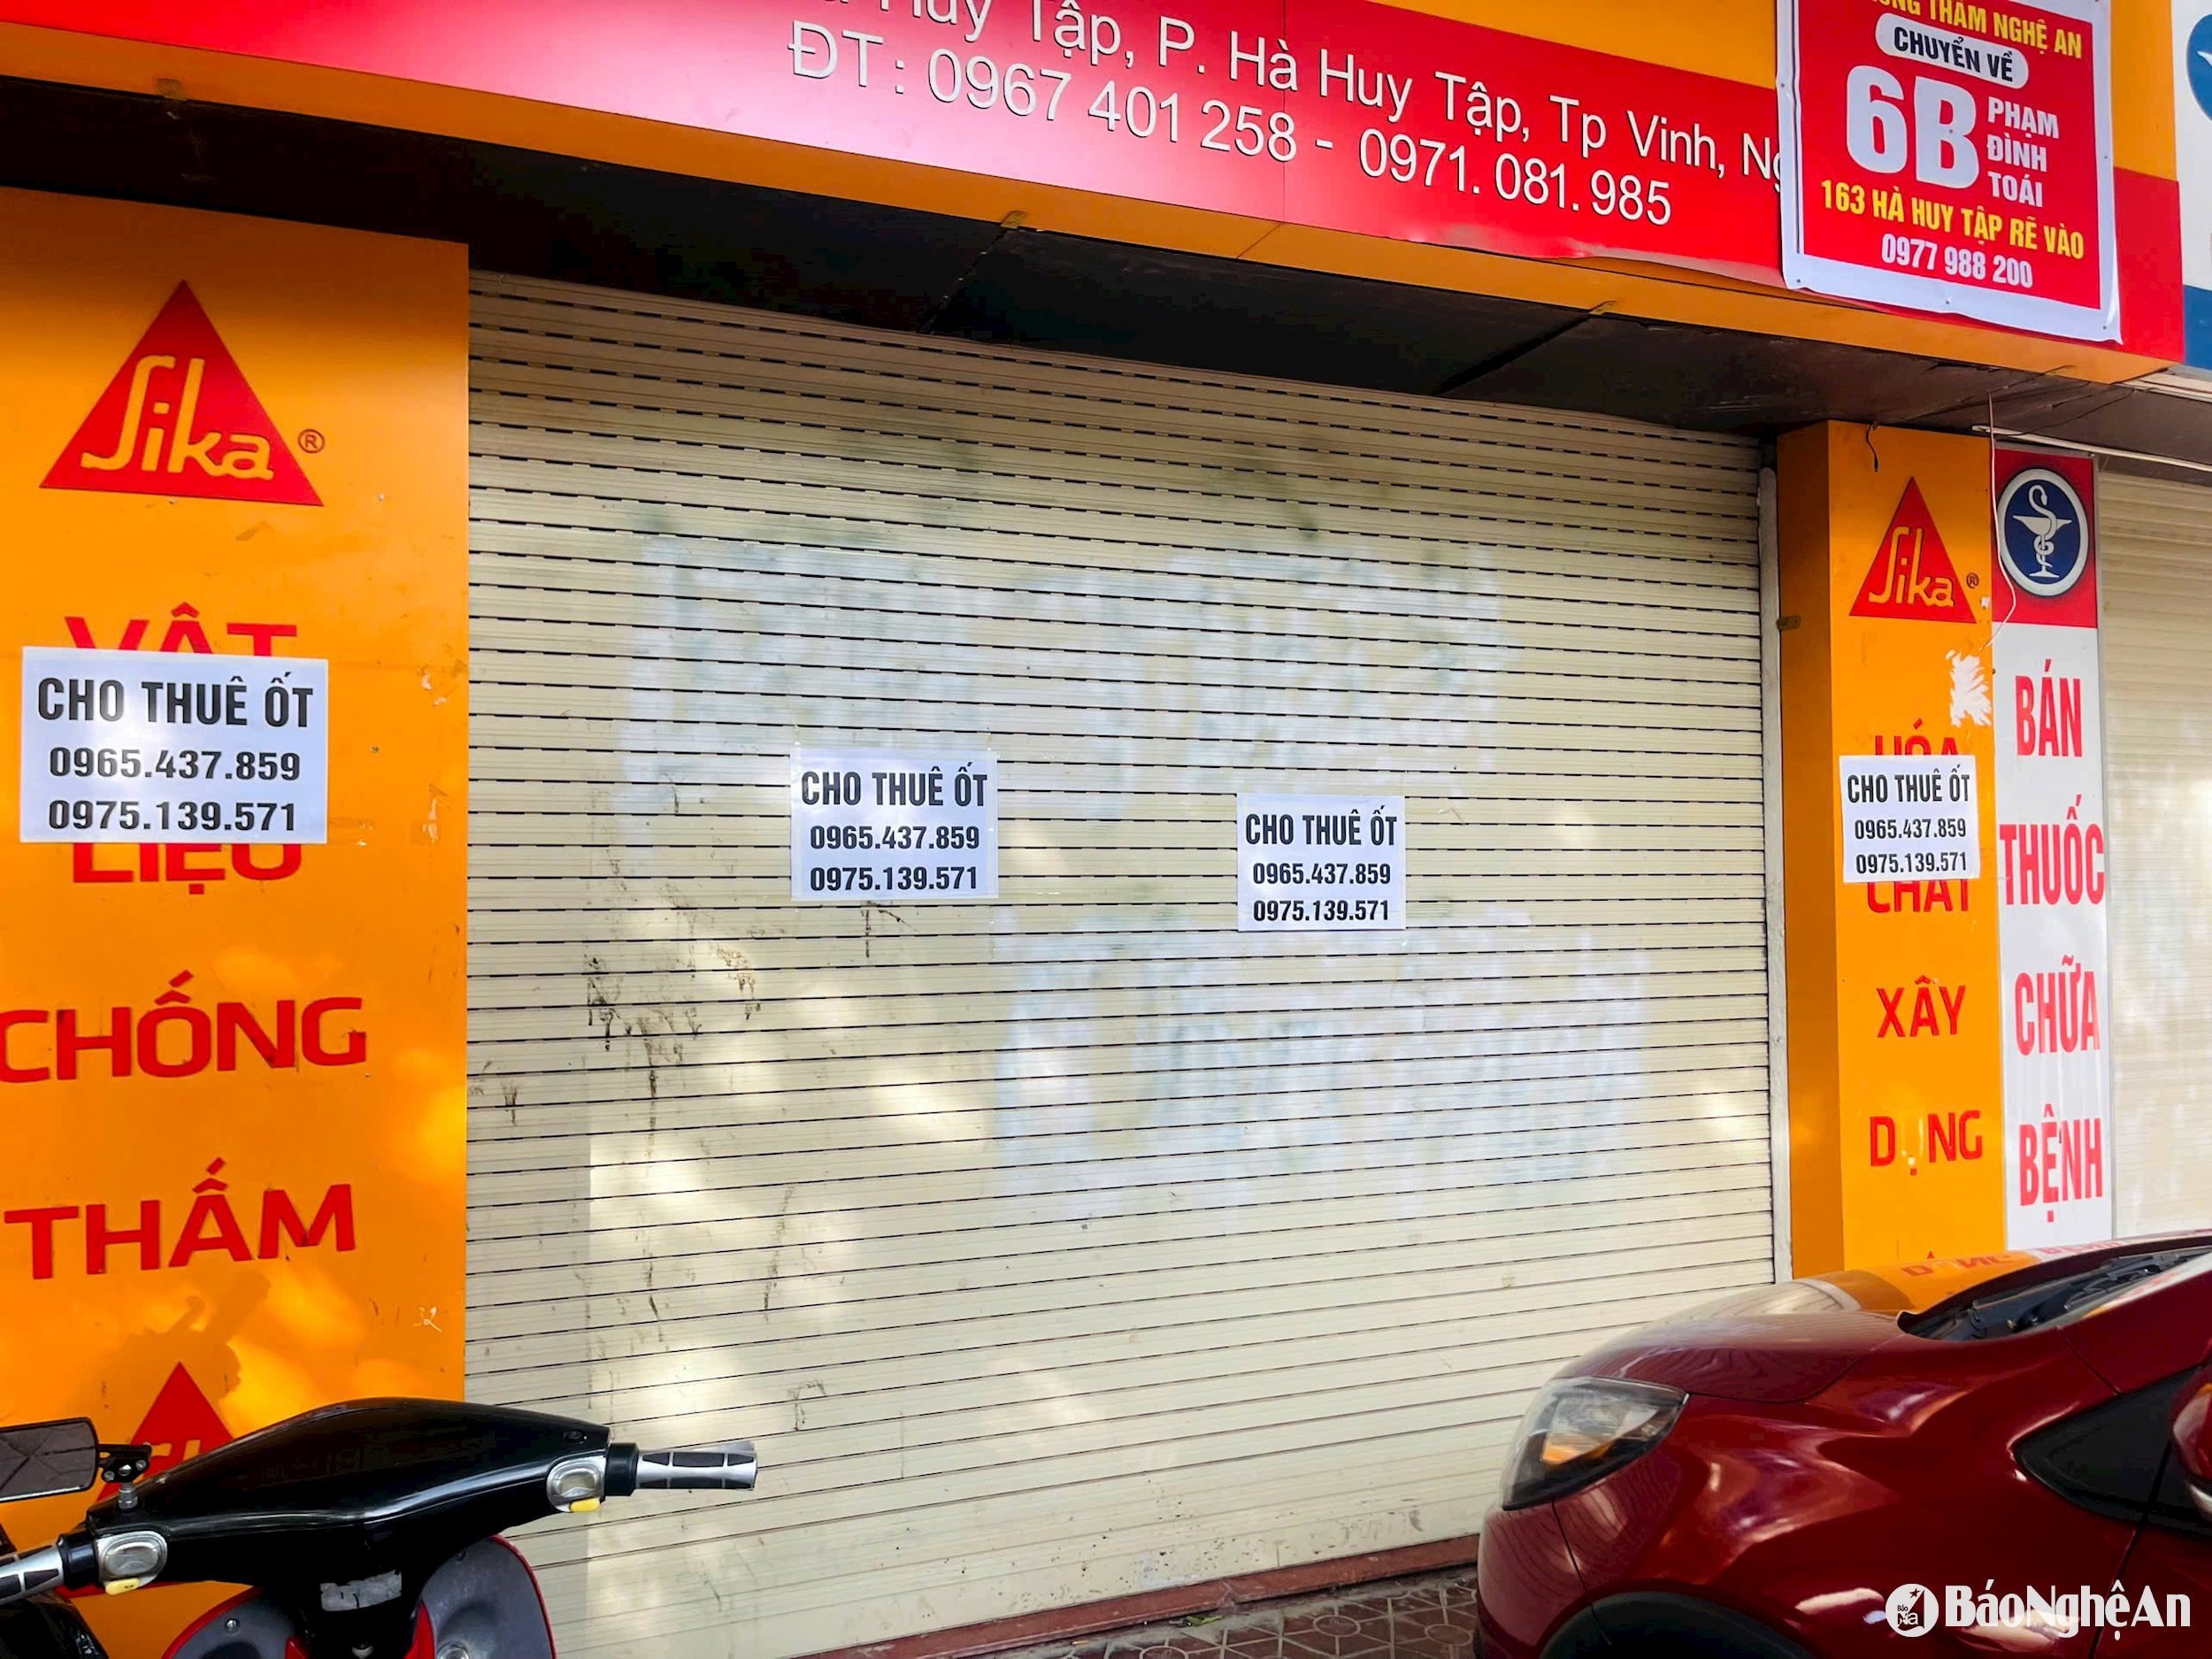 Huy Tập, P. Hà Huy Tập, Tp Vinh,
ĐT: 0967 401 258 - 0971.081.985
THẤM NGHỆ AN
CHUYỂN VỀ
6B PHẠM
ĐÌNH
TOÁI
163 HÀ HUY TẬP RẼ VÀO
0977 988 200
Sika®
VẬT
LIỆU
CHỐNG
THẤM
CHO THUÊ ỐT
0965.437.859
0975.139.571
CHO THUÊ ỐT
0965.437.859
0975.139.571
CHO THUÊ ỐT
0965.437.859
0975.139.571
Sika®
HÓA
CHẤT
XÂY
DỰNG
CHO THUÊ ỐT
0965.437.859
0975.139.571
BÁN
THUỐC
CHỮA
BỆNH
BáoNghệAn